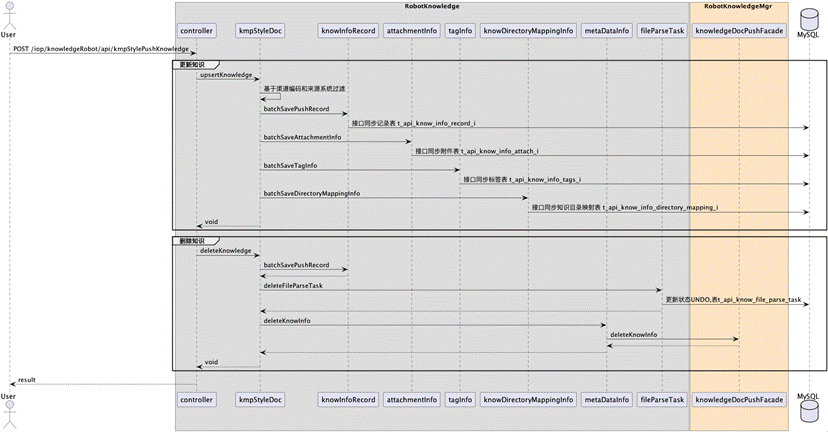 RobotKnowledge
RobotKnowledgeMgr
User
controller
kmpStyleDoc
knowInfoRecord
attachmentInfo
tagInfo
knowDirectoryMappingInfo
metaDataInfo
fileParseTask
knowledgeDocPushFacade
MySQL
POST /iop/knowledgeRobot/api/kmpStylePushKnowledge
更新知识
upsertKnowledge
基于渠道编码和来源系统过滤
batchSavePushRecord
接口同步记录表 t_api_know_info_record_i
batchSaveAttachmentInfo
接口同步附件表 t_api_know_info_attach_i
batchSaveTagInfo
接口同步标签表 t_api_know_info_tags_i
batchSaveDirectoryMappingInfo
接口同步知识目录映射表 t_api_know_info_directory_mapping_i
void
删除知识
deleteKnowledge
batchSavePushRecord
deleteFileParseTask
更新状态UNDO,表t_api_know_file_parse_task
deleteKnowInfo
deleteKnowInfo
void
result
User
controller
kmpStyleDoc
knowInfoRecord
attachmentInfo
tagInfo
knowDirectoryMappingInfo
metaDataInfo
fileParseTask
knowledgeDocPushFacade
MySQL